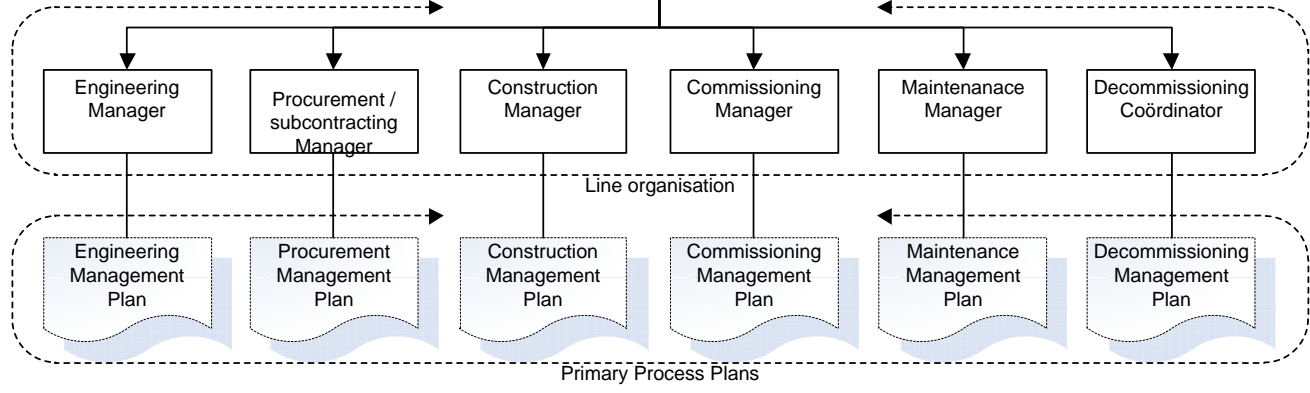 Engineering
Manager
Procurement /
subcontracting
Manager
Construction
Manager
Commissioning
Manager
Maintenanace
Manager
Decommissioning
Coördinator
Line organisation
Engineering
Management
Plan
Procurement
Management
Plan
Construction
Management
Plan
Commissioning
Management
Plan
Maintenance
Management
Plan
Decommissioning
Management
Plan
Primary Process Plans